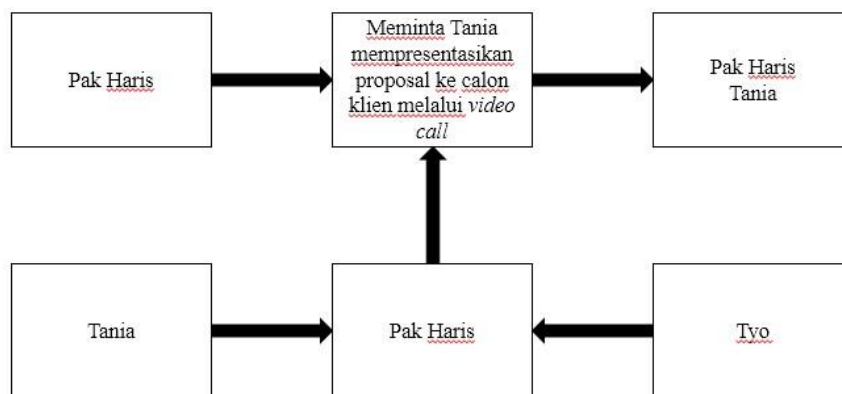 Pak Haris
Meminta Tania
mempresentasikan
proposal ke calon
klien melalui video
call
Pak Haris
Tania
Tania
Pak Haris
Tyo